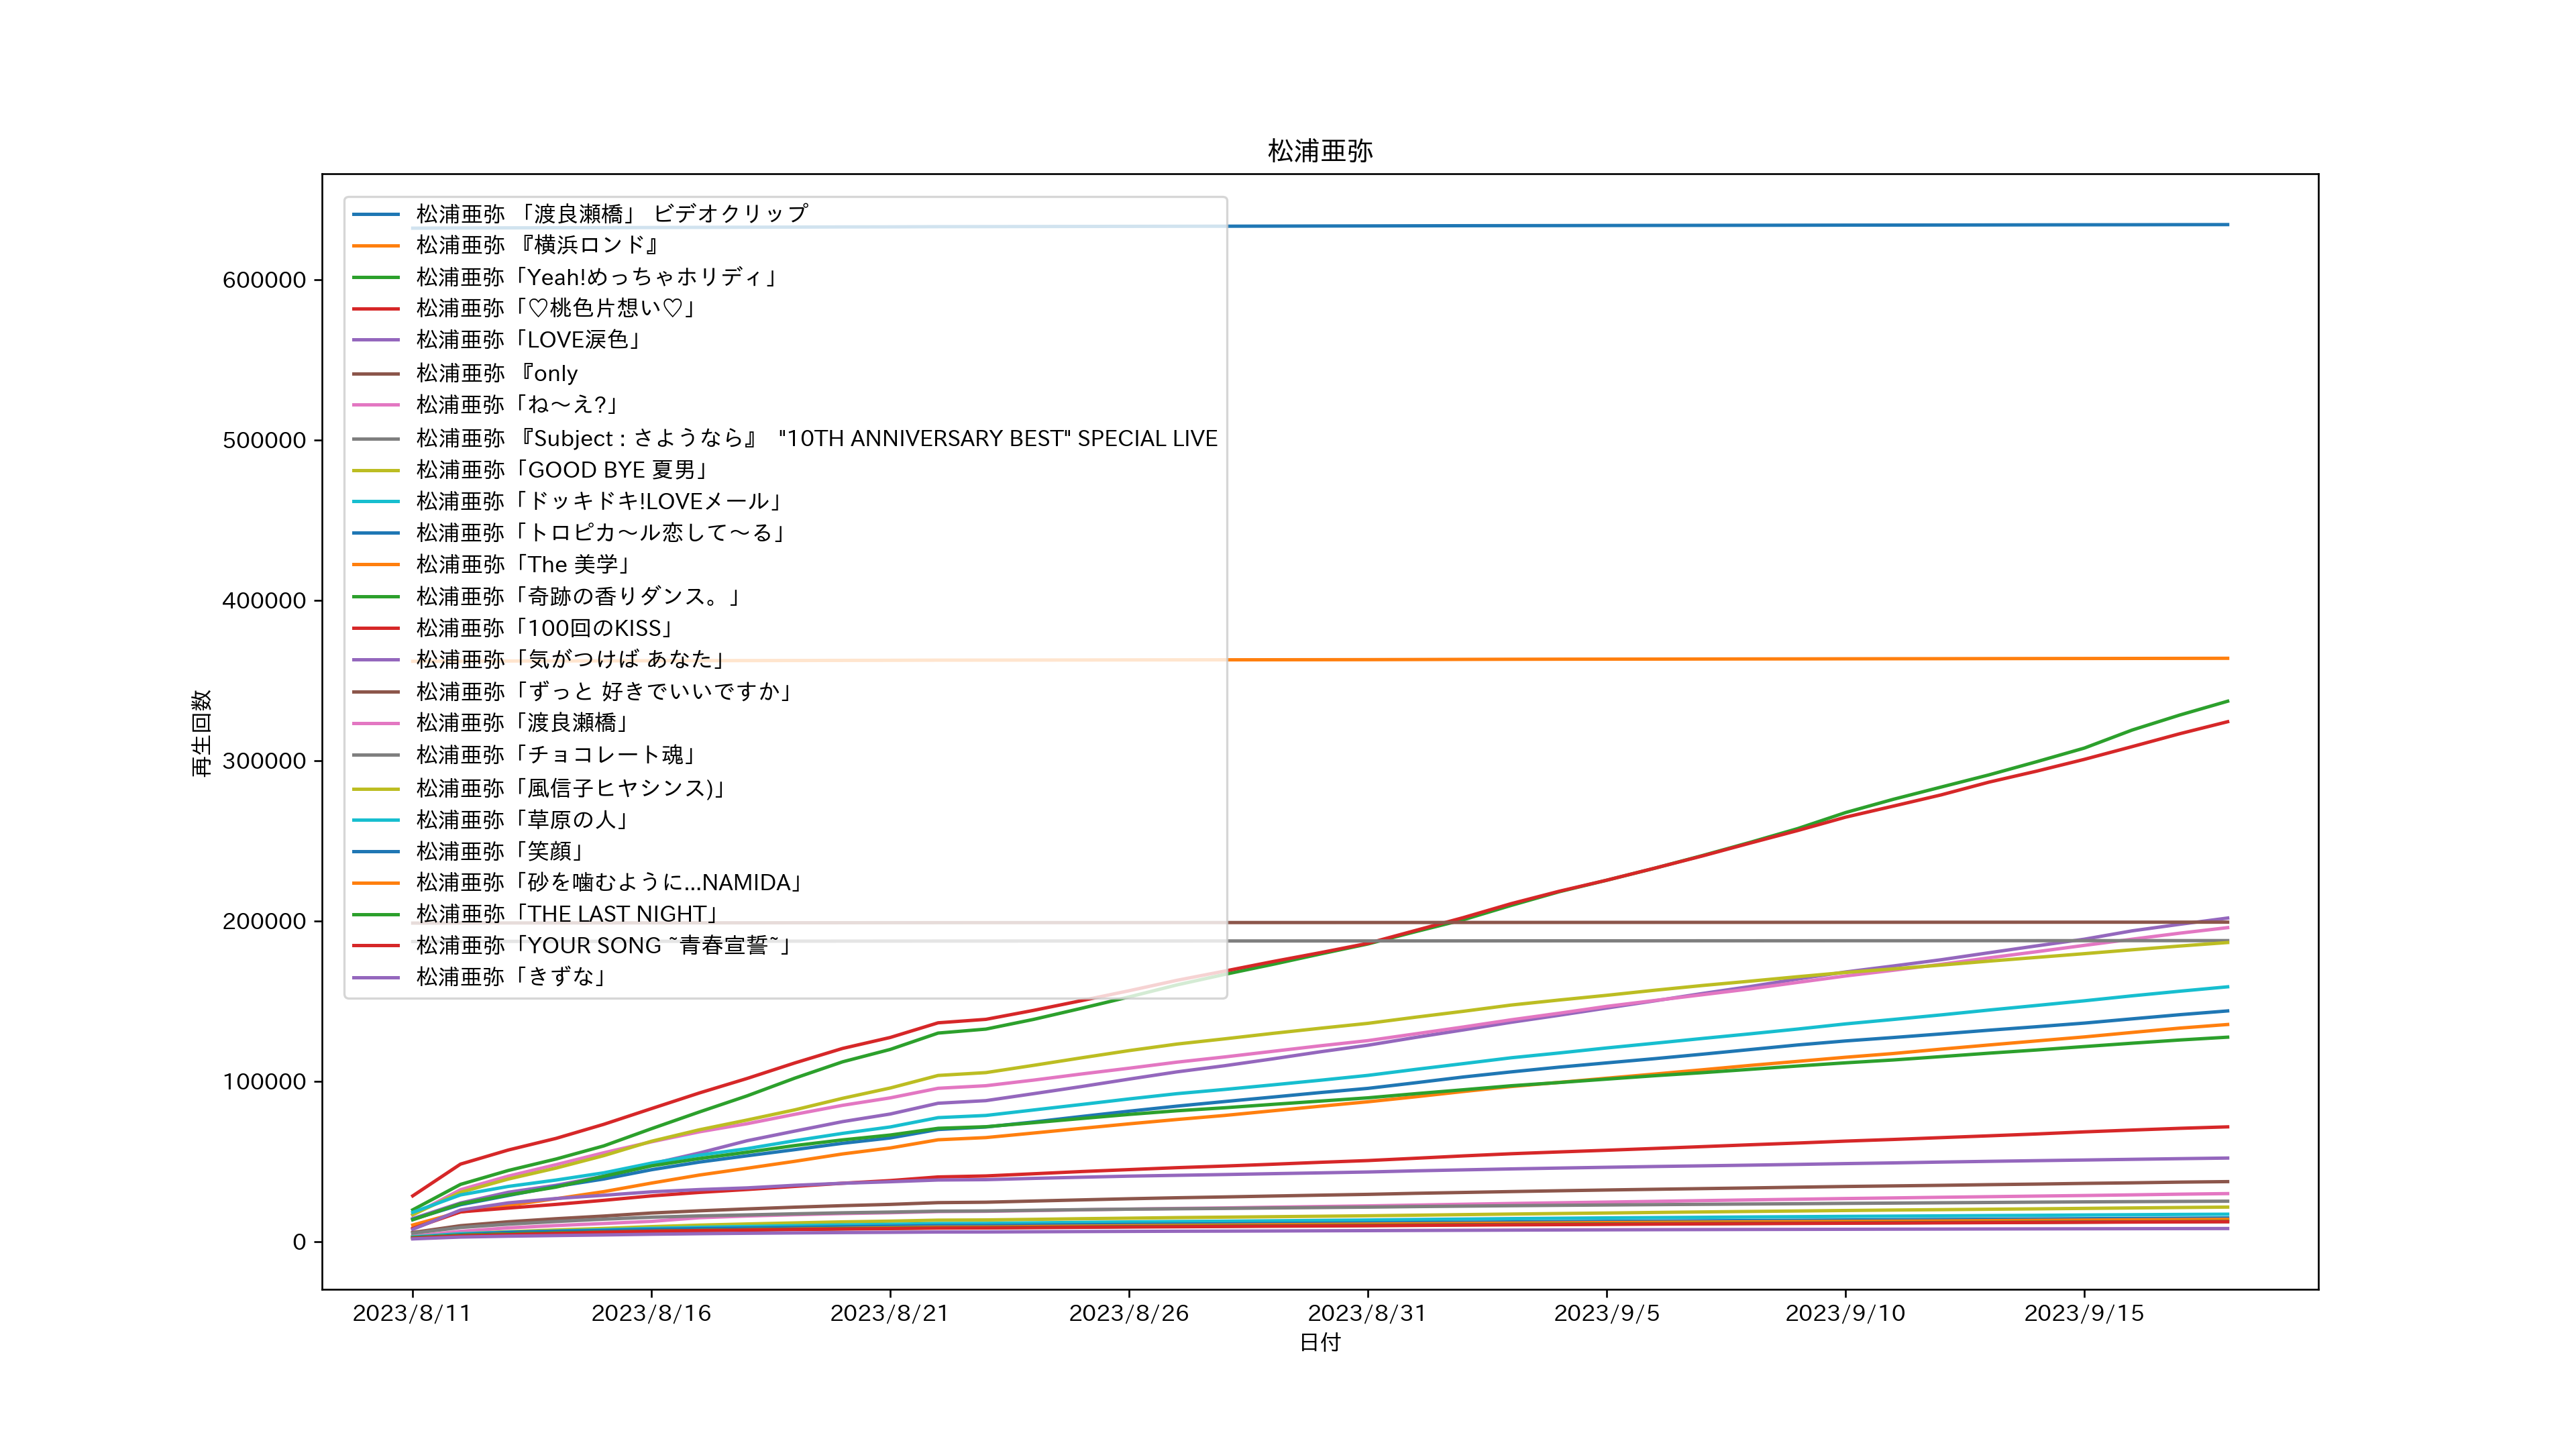 松浦亜弥
松浦亜弥 「渡良瀬橋」 ビデオクリップ
松浦亜弥 『横浜ロンド』
松浦亜弥「Yeah!めっちゃホリディ」
松浦亜弥「♡桃色片想い♡」
松浦亜弥「LOVE涙色」
松浦亜弥 『only
松浦亜弥「ね〜え?」
松浦亜弥 『Subject : さようなら』 "10TH ANNIVERSARY BEST" SPECIAL LIVE
松浦亜弥「GOOD BYE 夏男」
松浦亜弥「ドッキドキ!LOVEメール」
松浦亜弥「トロピカ〜ル恋して〜る」
松浦亜弥「The 美学」
松浦亜弥「奇跡の香りダンス。」
松浦亜弥「100回のKISS」
松浦亜弥「気がつけば あなた」
松浦亜弥「ずっと 好きでいいですか」
松浦亜弥「渡良瀬橋」
松浦亜弥「チョコレート魂」
松浦亜弥「風信子ヒヤシンス)」
松浦亜弥「草原の人」
松浦亜弥「笑顔」
松浦亜弥「砂を噛むように…NAMIDA」
松浦亜弥「THE LAST NIGHT」
松浦亜弥「YOUR SONG ~青春宣誓~」
松浦亜弥「きずな」
再生回数
600000
500000
400000
300000
200000
100000
0
2023/8/11 2023/8/16 2023/8/21 2023/8/26 2023/8/31 2023/9/5 2023/9/10 2023/9/15
日付